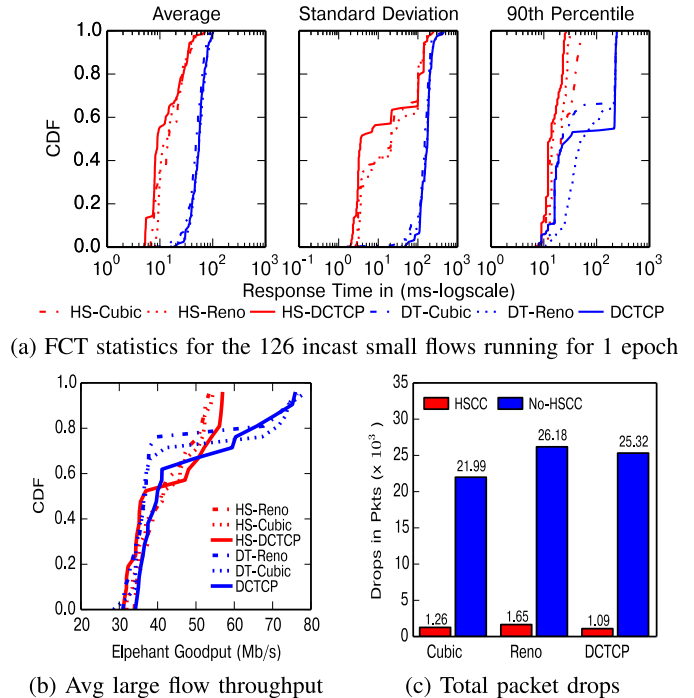 Average
Standard Deviation
90th Percentile
CDF
1.0
0.8
0.6
0.4
0.2
0.0
10^0 10^1 10^2 10^3
10^0 10^1 10^2 10^3
10^0 10^1 10^2 10^3
Response Time in (ms-logscale)
HS-Cubic HS-Reno HS-DCTCP DT-Cubic DT-Reno DCTCP
(a) FCT statistics for the 126 incast small flows running for 1 epoch
CDF
1.0
0.8
0.6
0.4
0.2
0.0
HS-Reno
HS-Cubic
HS-DCTCP
DT-Reno
DT-Cubic
DCTCP
20 30 40 50 60 70 80
Elpehant Goodput (Mb/s)
(b) Avg large flow throughput
Drops in Pkts (× 10^3)
35
30
25
20
15
10
5
0
HSCC No-HSCC
1.26 21.99 1.65 26.18 1.09 25.32
Cubic Reno DCTCP
(c) Total packet drops